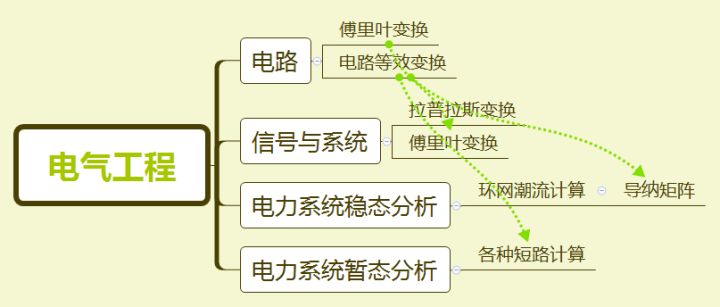 电气工程
电路
傅里叶变换
电路等效变换
信号与系统
拉普拉斯变换
傅里叶变换
电力系统稳态分析
环网潮流计算
导纳矩阵
电力系统暂态分析
各种短路计算